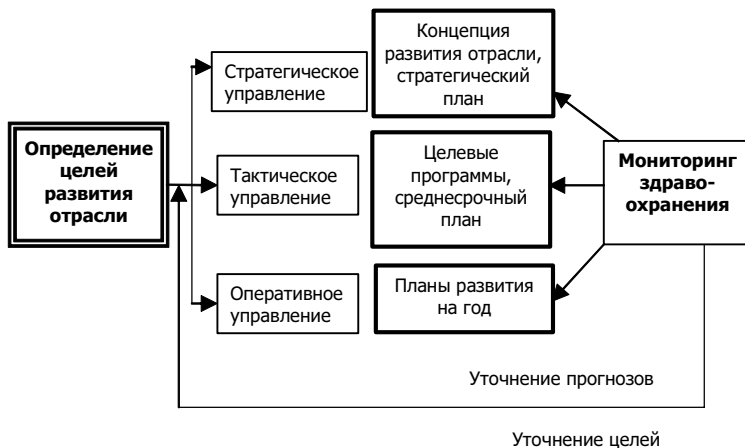 Концепция
развития отрасли,
стратегический
план
Стратегическое
управление
Определение
целей
развития
отрасли
Тактическое
управление
Целевые
программы,
среднесрочный
план
Мониторинг
здраво-
охранения
Оперативное
управление
Планы развития
на год
Уточнение прогнозов
Уточнение целей